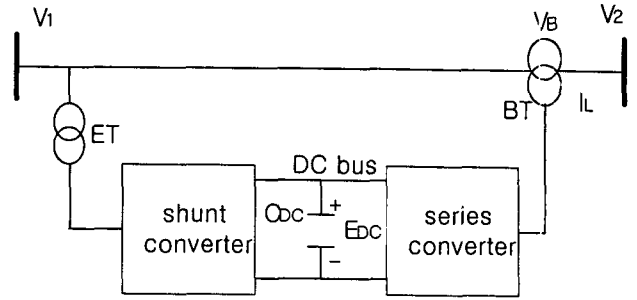 V1
VB
V2
ET
BT
IL
DC bus
shunt
converter
CDC
+
EDC
-
series
converter